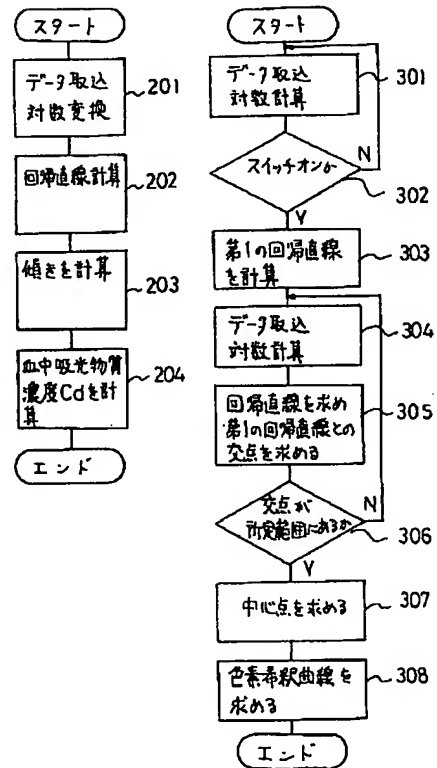 スタート
データ取込
対数変換
201
回帰直線計算
202
傾きを計算
203
血中吸光物質
濃度Cdを計
算
204
エンド
スタート
データ取込
対数計算
301
スイッチオンか
N
302
Y
第1の回帰直線
を計算
303
データ取込
対数計算
304
回帰直線を求め
第1の回帰直線との
交点を求める
305
交点が
所定範囲にあるか
N
306
Y
中心点を求める
307
色素希釈曲線を
求める
308
エンド